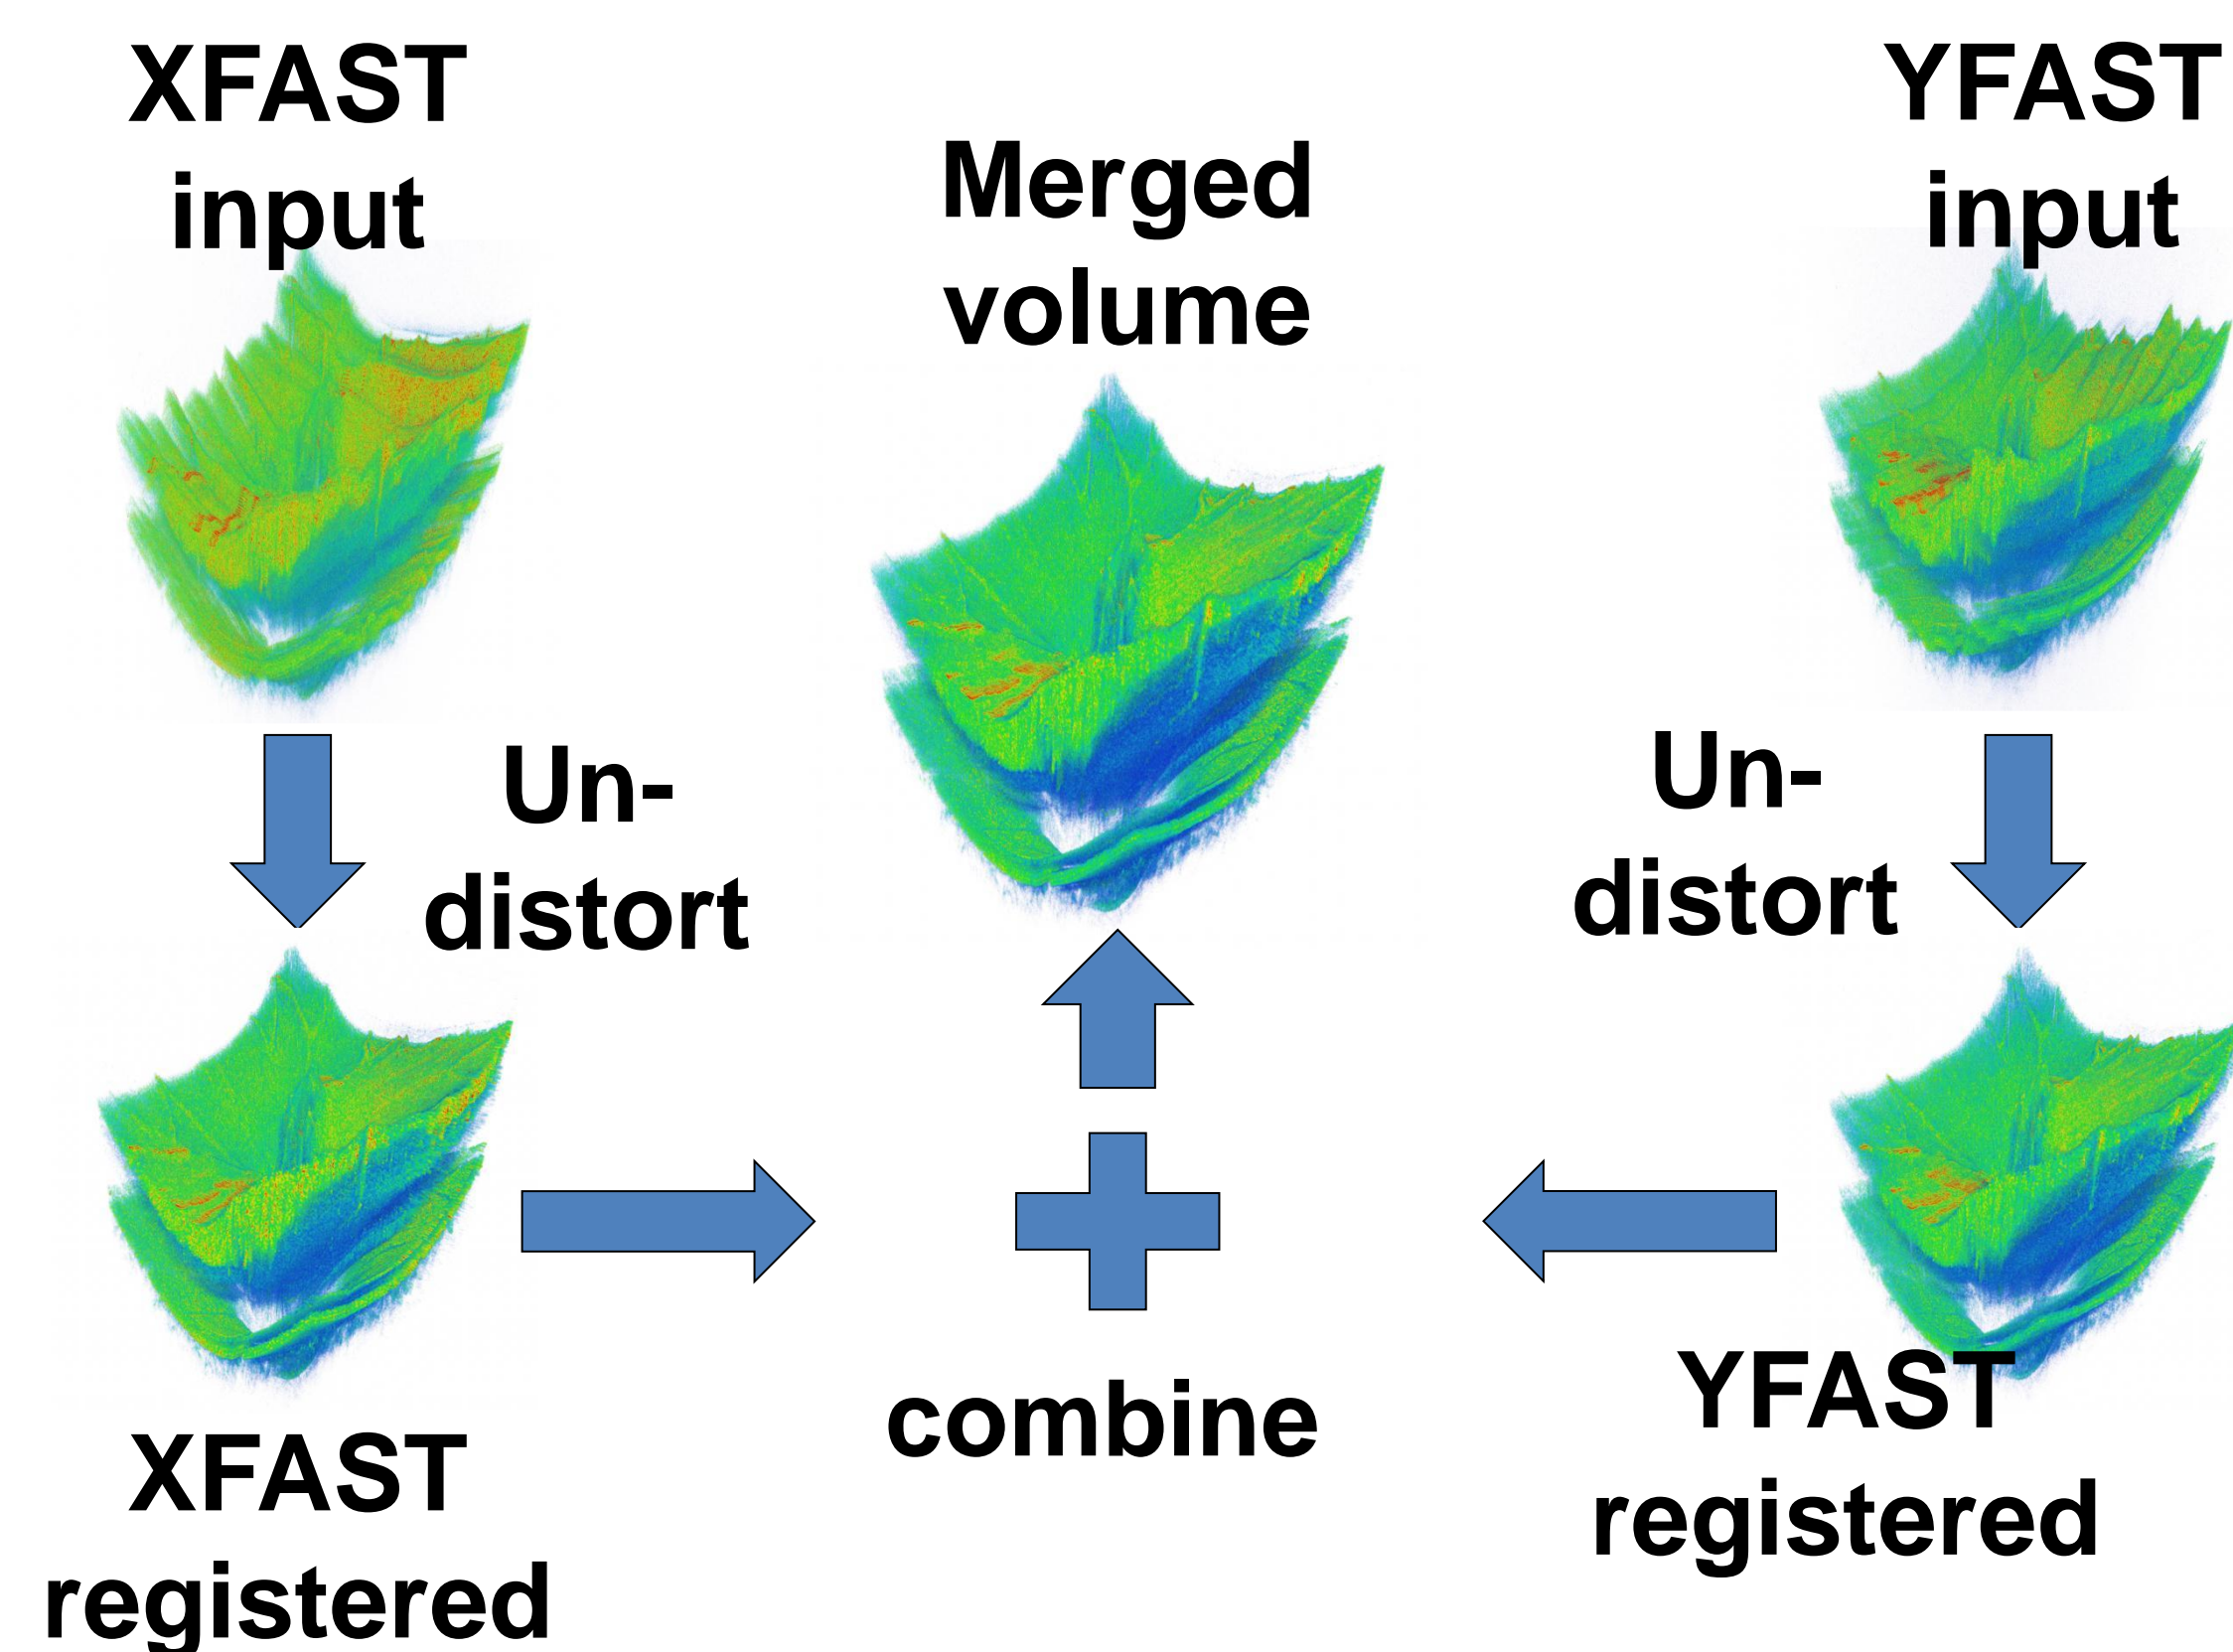 XFAST
input
Merged
volume
YFAST
input
Un-
distort
Un-
distort
combine
XFAST
registered
YFAST
registered